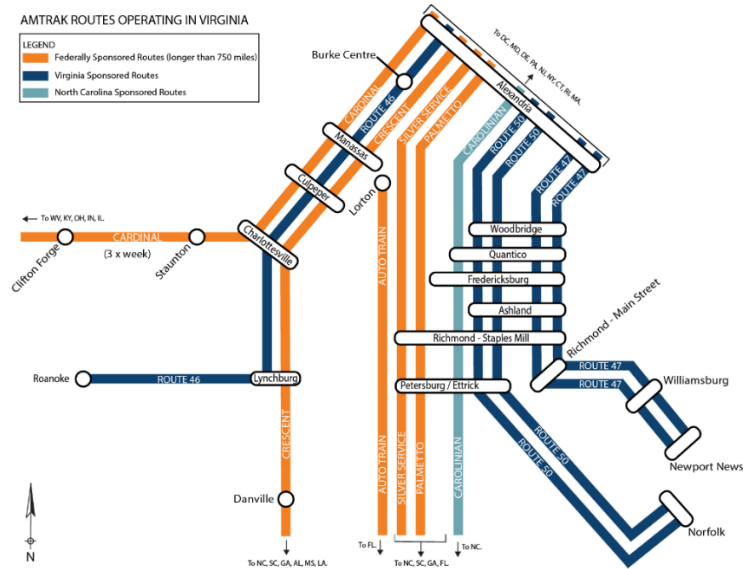 AMTRAK ROUTES OPERATING IN VIRGINIA
LEGEND
Federally Sponsored Routes (longer than 750 miles)
Virginia Sponsored Routes
North Carolina Sponsored Routes
Burke Centre
To DC, MD, DE, PA, NJ, NY, CT, RI, MA.
Alexandria
CARDINAL
ROUTE 46
CRESCENT
SILVER SERVICE
PALMETTO
CAROLINIAN
ROUTE 50
ROUTE 50
ROUTE 47
ROUTE 47
Manassas
Culpeper
Lorton
Charlottesville
To WV, KY, OH, IN, IL.
CARDINAL
(3 x week)
Clifton Forge
Staunton
AUTO TRAIN
SILVER SERVICE
PALMETTO
CAROLINIAN
Woodbridge
Quantico
Fredericksburg
Ashland
Richmond - Staples Mill
Richmond - Main Street
Petersburg / Ettrick
ROUTE 47
ROUTE 47
Williamsburg
Newport News
Roanoke
ROUTE 46
Lynchburg
CRESCENT
AUTO TRAIN
SILVER SERVICE
PALMETTO
CAROLINIAN
ROUTE 50
ROUTE 50
Danville
Norfolk
N
To NC, SC, GA, AL, MS, LA.
To FL.
To NC, SC, GA, FL.
To NC.